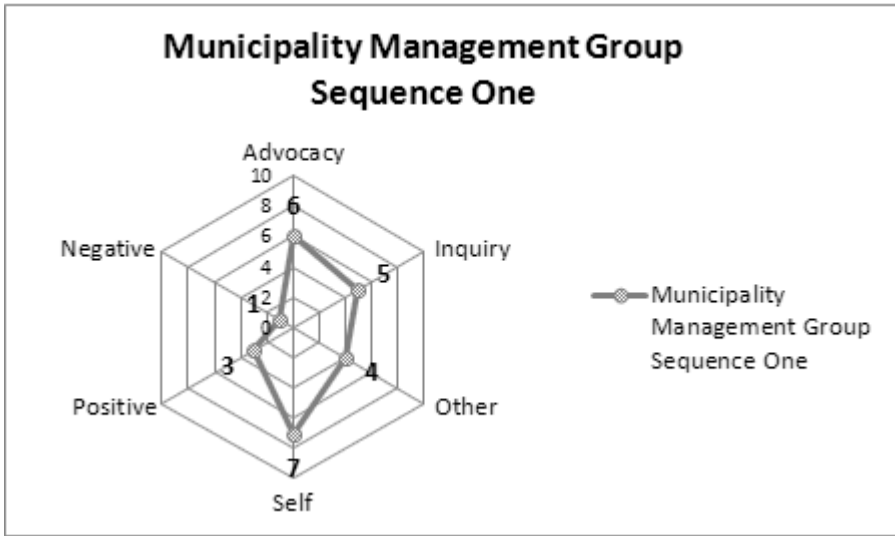 Municipality Management Group
Sequence One
Advocacy
10
8
6
6
6
4
2
0
Negative
Inquiry
1
5
Positive
3
4
Other
7
Self
Municipality
Management Group
Sequence One